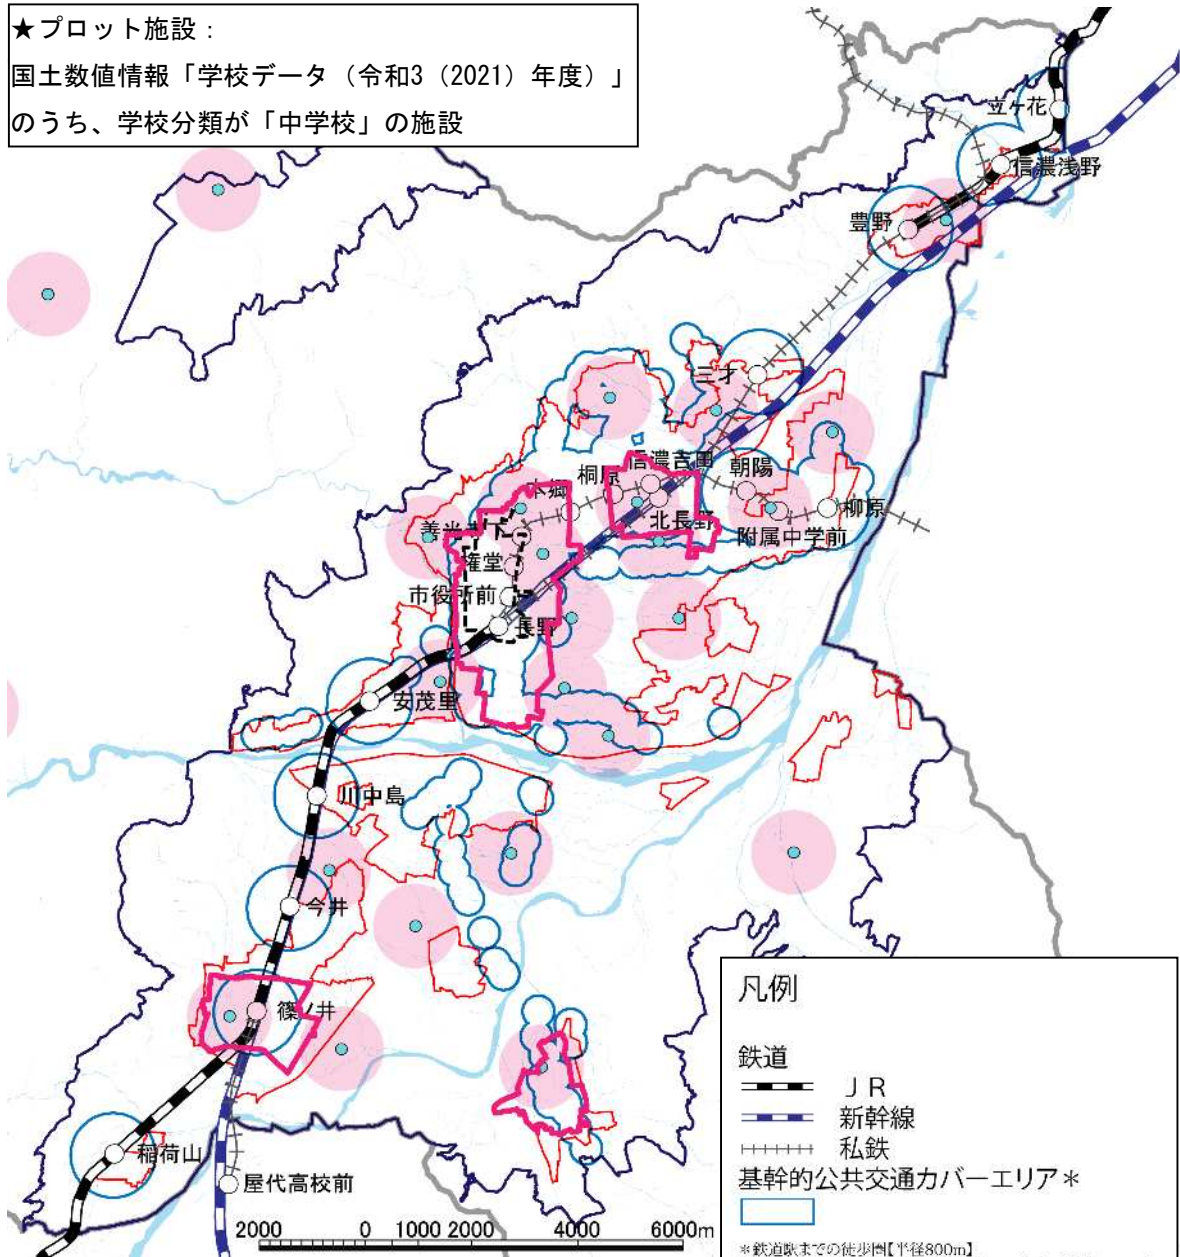 ★プロット施設：
国土数値情報「学校データ（令和3（2021）年度）」
のうち、学校分類が「中学校」の施設
立ヶ花
信濃浅野
豊野
三才
信濃吉田
朝陽
桐原
本郷
柳原
北長野
附属中学前
善光寺下
権堂
市役所前
長野
安茂里
川中島
今井
篠ノ井
稲荷山
屋代高校前
2000 0 1000 2000 4000 6000m
凡例
鉄道
ＪＲ
新幹線
私鉄
基幹的公共交通カバーエリア＊
＊鉄道駅までの徒歩圏【半径800m】